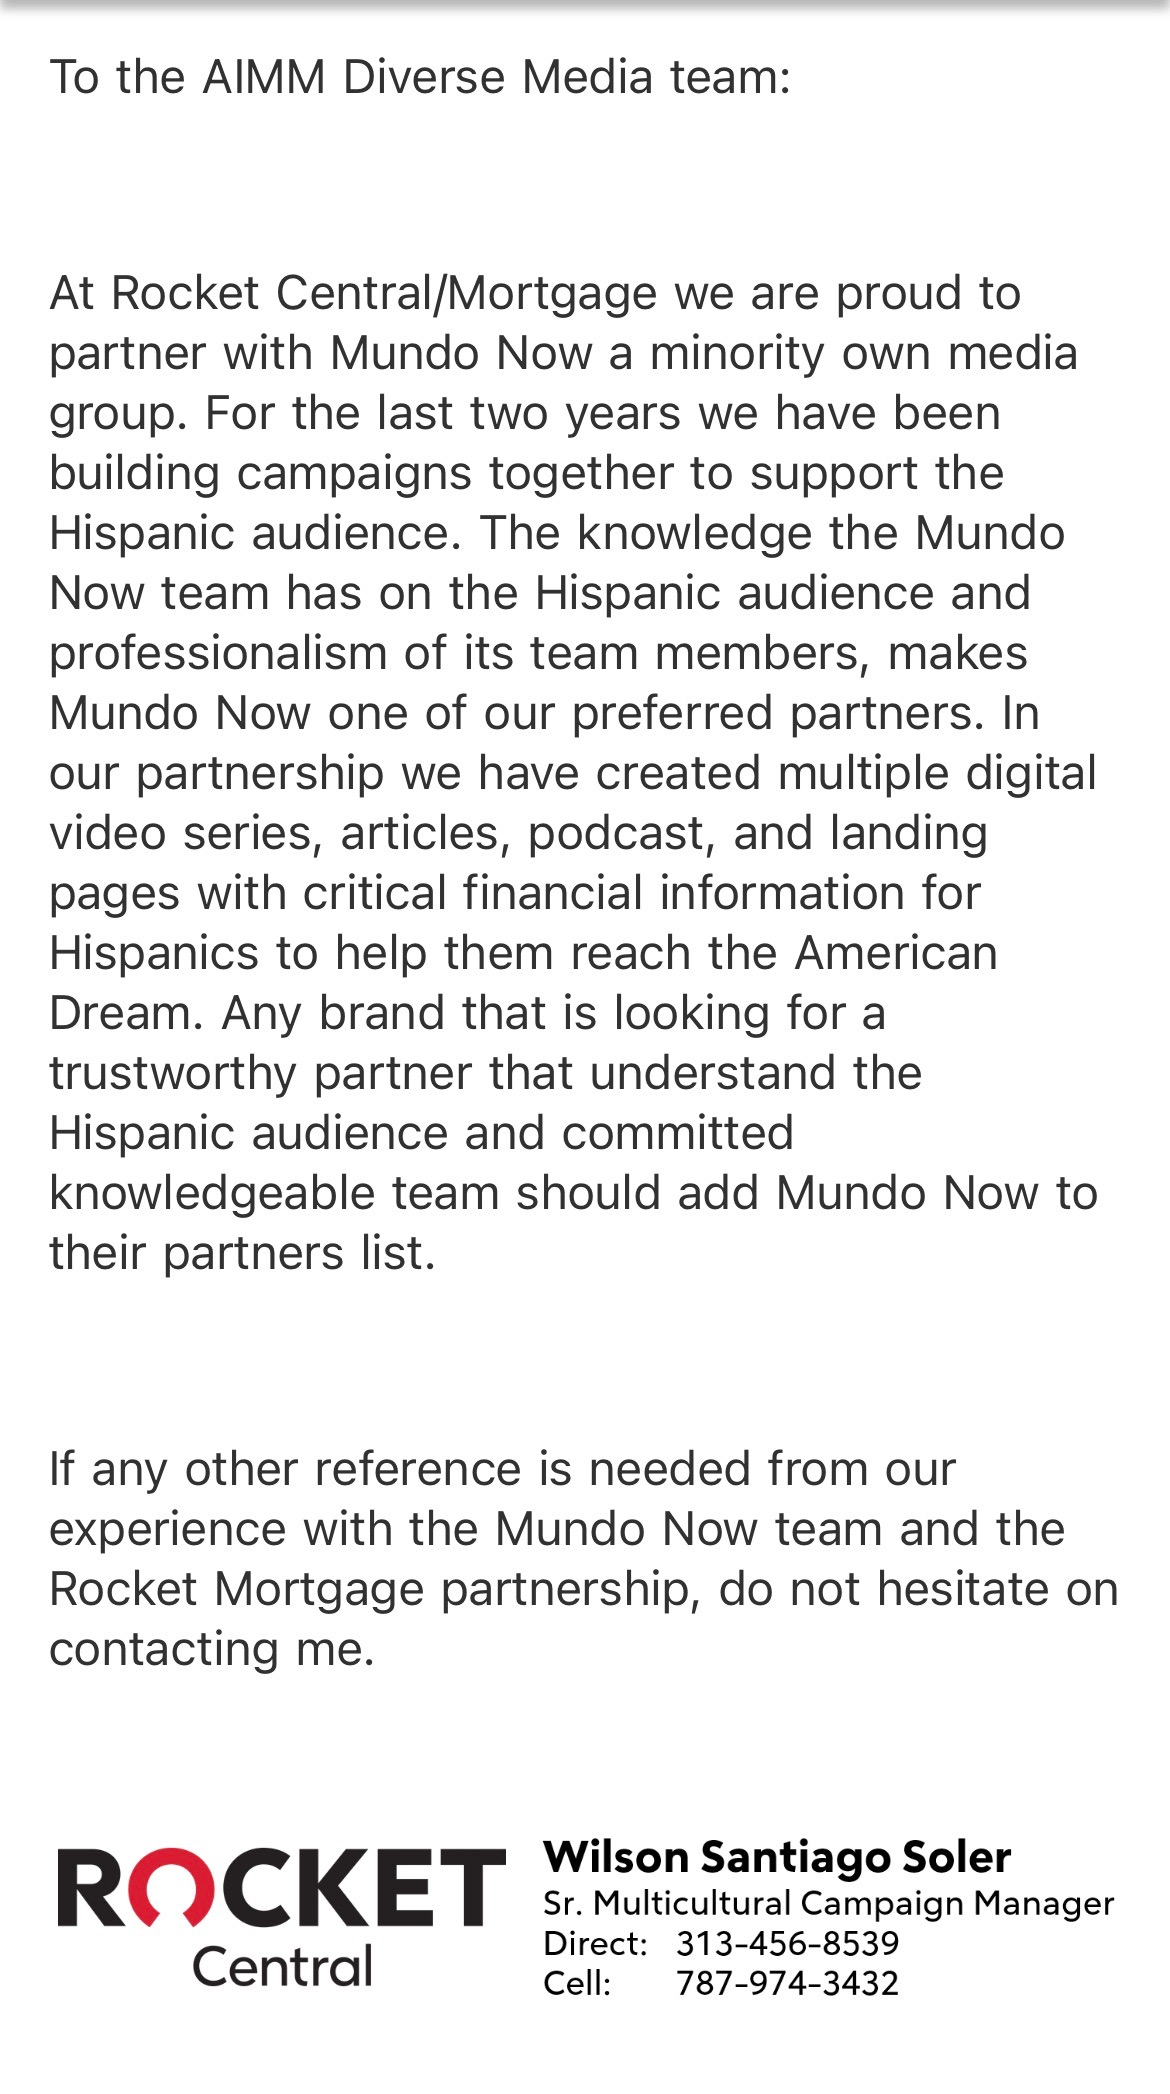 To the AIMM Diverse Media team:
At Rocket Central/Mortgage we are proud to
partner with Mundo Now a minority own media
group. For the last two years we have been
building campaigns together to support the
Hispanic audience. The knowledge the Mundo
Now team has on the Hispanic audience and
professionalism of its team members, makes
Mundo Now one of our preferred partners. In
our partnership we have created multiple digital
video series, articles, podcast, and landing
pages with critical financial information for
Hispanics to help them reach the American
Dream. Any brand that is looking for a
trustworthy partner that understand the
Hispanic audience and committed
knowledgeable team should add Mundo Now to
their partners list.
If any other reference is needed from our
experience with the Mundo Now team and the
Rocket Mortgage partnership, do not hesitate on
contacting me.
ROCKET
Central
Wilson Santiago Soler
Sr. Multicultural Campaign Manager
Direct: 313-456-8539
Cell: 787-974-3432